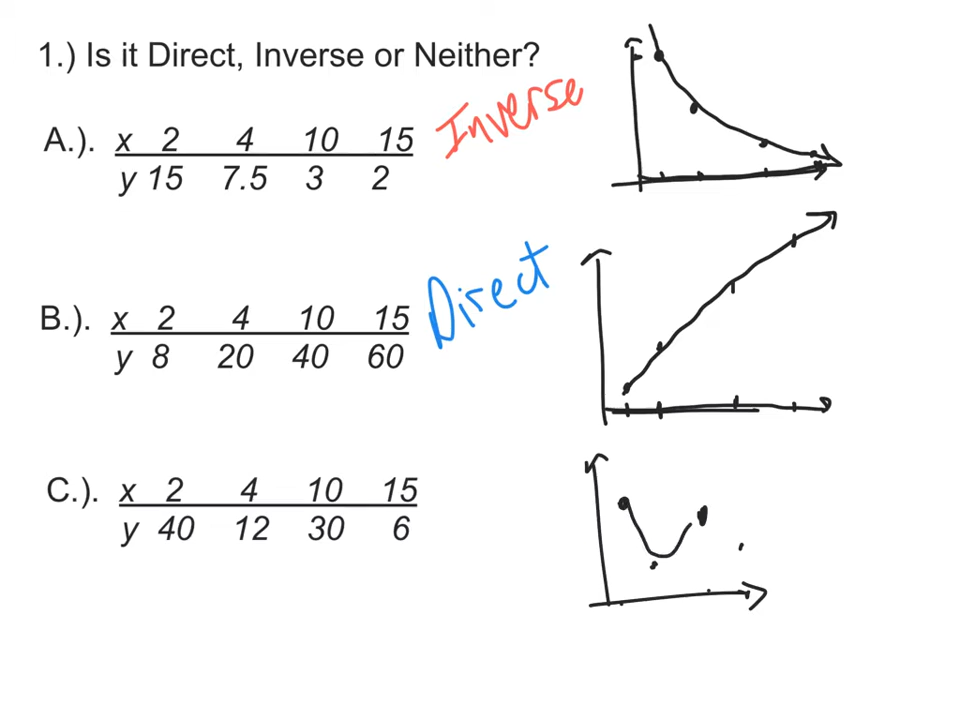 1.) Is it Direct, Inverse or Neither?
A.). x 2 4 10 15 Inverse
y 15 7.5 3 2
B.). x 2 4 10 15 Direct
y 8 20 40 60
C.). x 2 4 10 15
y 40 12 30 6